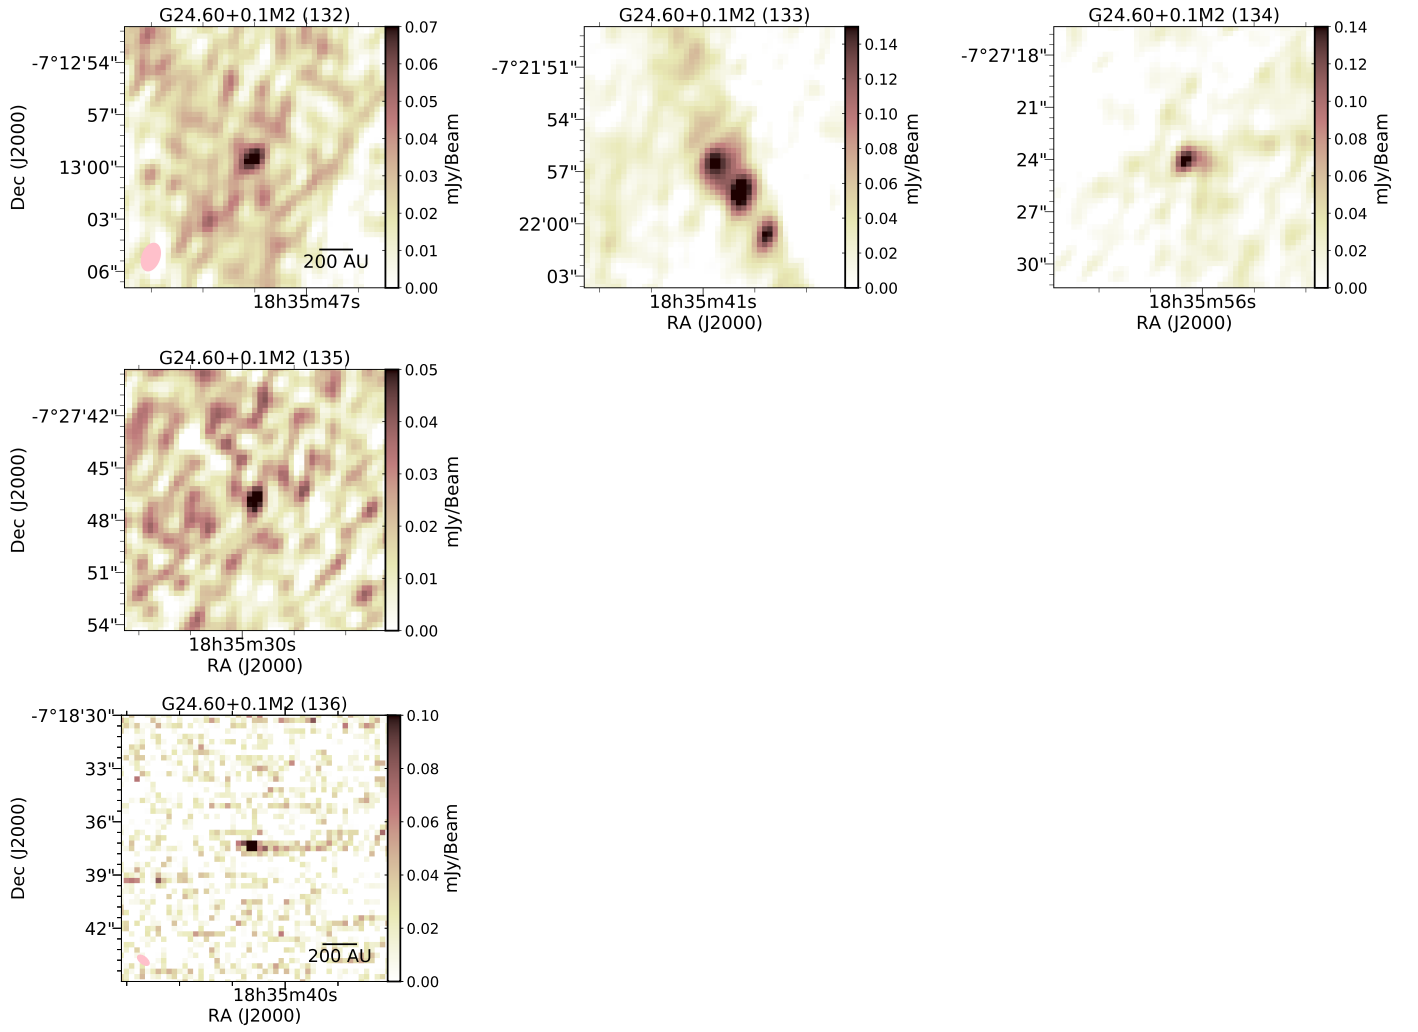 G24.60+0.1M2 (132)
Dec (J2000)
-7°12'54"
57"
13'00"
03"
06"
200 AU
18h35m47s
0.07
0.06
0.05
0.04
0.03
0.02
0.01
0.00
mJy/Beam
G24.60+0.1M2 (133)
-7°21'51"
54"
57"
22'00"
03"
18h35m41s
RA (J2000)
0.14
0.12
0.10
0.08
0.06
0.04
0.02
0.00
mJy/Beam
G24.60+0.1M2 (134)
-7°27'18"
21"
24"
27"
30"
18h35m56s
RA (J2000)
0.14
0.12
0.10
0.08
0.06
0.04
0.02
0.00
mJy/Beam
G24.60+0.1M2 (135)
Dec (J2000)
-7°27'42"
45"
48"
51"
54"
18h35m30s
RA (J2000)
0.05
0.04
0.03
0.02
0.01
0.00
mJy/Beam
G24.60+0.1M2 (136)
Dec (J2000)
-7°18'30"
33"
36"
39"
42"
200 AU
18h35m40s
RA (J2000)
0.10
0.08
0.06
0.04
0.02
0.00
mJy/Beam